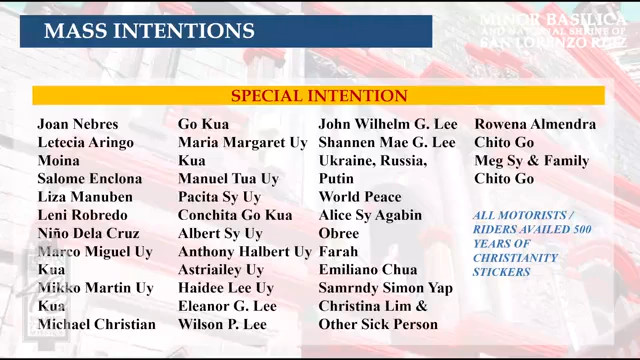 MASS INTENTIONS
MINOR BASILICA
AND NATIONAL SHRINE OF
SAN LORENZO RUIZ
SPECIAL INTENTION
Joan Nebres
Letecia Aringo
Moina
Salome Enclona
Liza Manuben
Leni Robredo
Niño Dela Cruz
Marco Miguel Uy
Kua
Mikko Martin Uy
Kua
Michael Christian
Go Kua
Maria Margaret Uy
Kua
Manuel Tua Uy
Pacita Sy Uy
Conchita Go Kua
Albert Sy Uy
Anthony Halbert Uy
Astriailey Uy
Haidee Lee Uy
Eleanor G. Lee
Wilson P. Lee
John Wilhelm G. Lee
Shannen Mae G. Lee
Ukraine, Russia,
Putin
World Peace
Alice Sy Agabin
Obree
Farah
Emiliano Chua
Samrndy Simon Yap
Christina Lim &
Other Sick Person
Rowena Almendra
Chito Go
Meg Sy & Family
Chito Go
ALL MOTORISTS /
RIDERS AVAILED 500
YEARS OF
CHRISTIANITY
STICKERS